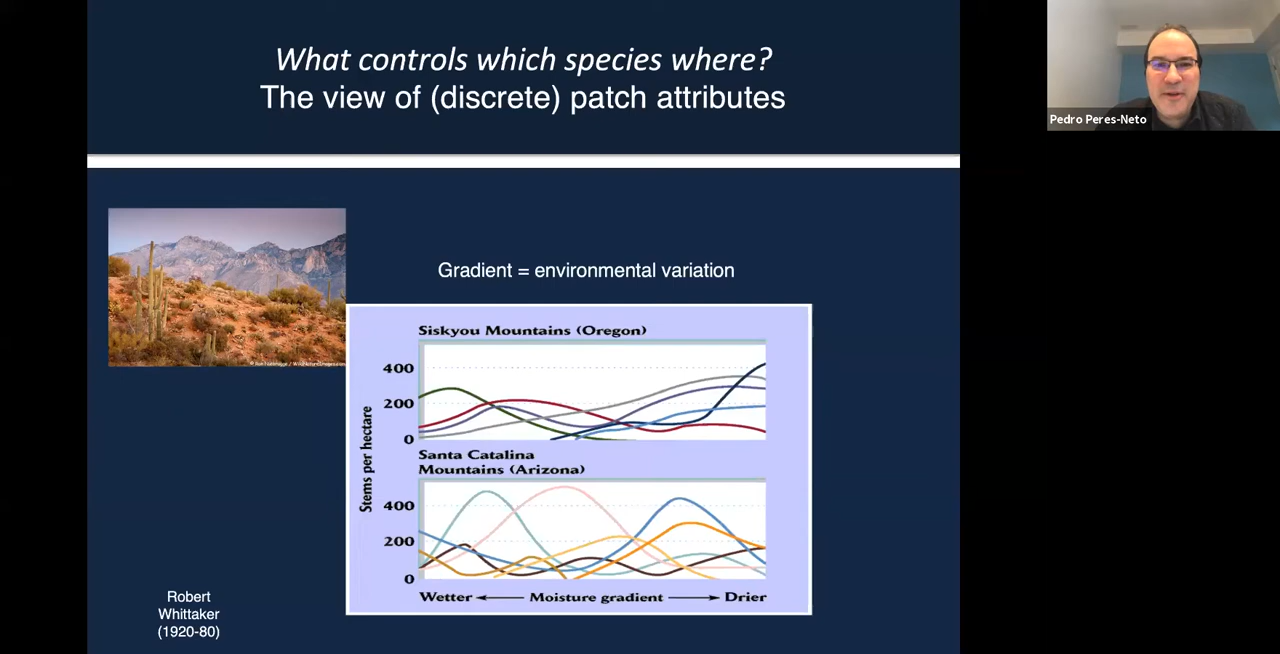 What controls which species where?
The view of (discrete) patch attributes
Pedro Peres-Neto
Gradient = environmental variation
Siskyou Mountains (Oregon)
400
200
0
Stems per hectare
Santa Catalina
Mountains (Arizona)
400
200
0
Wetter Moisture gradient Drier
Robert
Whittaker
(1920-80)